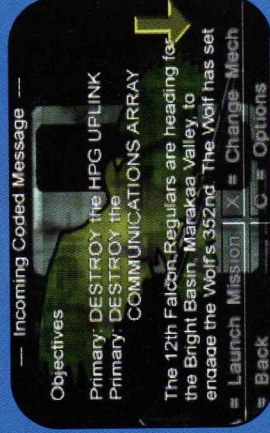 --- Incoming Coded Message ---
Objectives
Primary: DESTROY the HPG UPLINK
Primary: DESTROY the
COMMUNICATIONS ARRAY
The 12th Falcon Regulars are heading for
the Bright Basin, Marakaa Valley, to
engage the Wolf's 352nd. The Wolf has set
= Launch Mission X = Change Mech
= Back C = Options